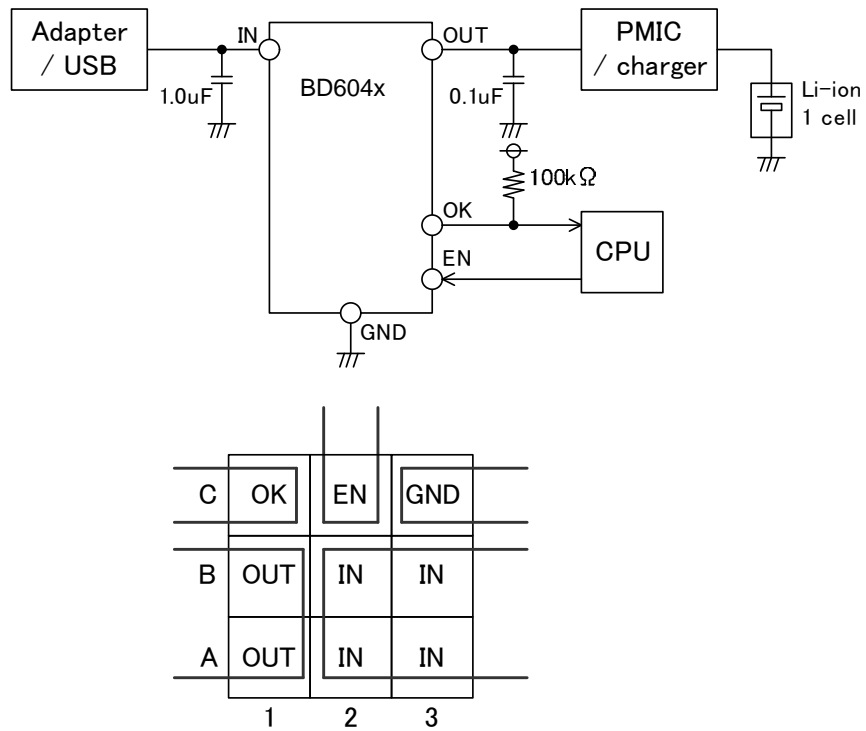 Adapter
/ USB
IN
1.0uF
BD604x
OUT
0.1uF
PMIC
/ charger
Li-ion
1 cell
100kΩ
OK
EN
CPU
GND
C OK EN GND
B OUT IN IN
A OUT IN IN
1 2 3